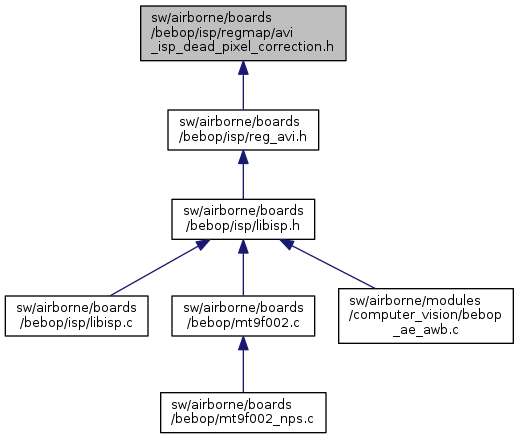 sw/airborne/boards
/bebop/isp/regmap/avi
_isp_dead_pixel_correction.h
sw/airborne/boards
/bebop/isp/reg_avi.h
sw/airborne/boards
/bebop/isp/libisp.h
sw/airborne/boards
/bebop/isp/libisp.c
sw/airborne/boards
/bebop/mt9f002.c
sw/airborne/modules
/computer_vision/bebop
_ae_awb.c
sw/airborne/boards
/bebop/mt9f002_nps.c